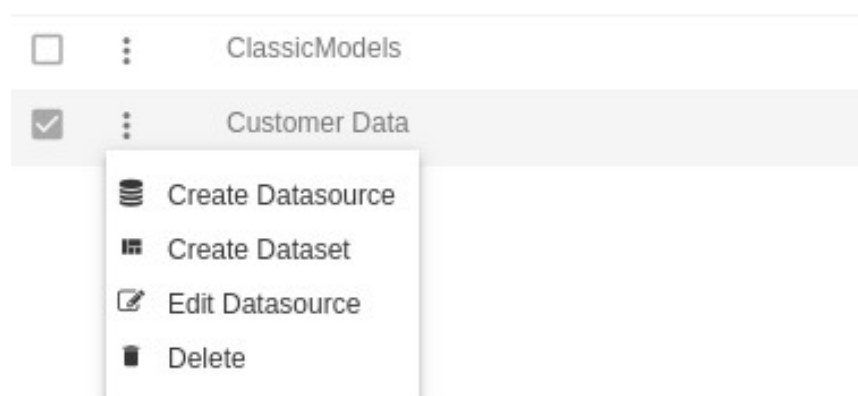 ClassicModels
Customer Data
Create Datasource
Create Dataset
Edit Datasource
Delete